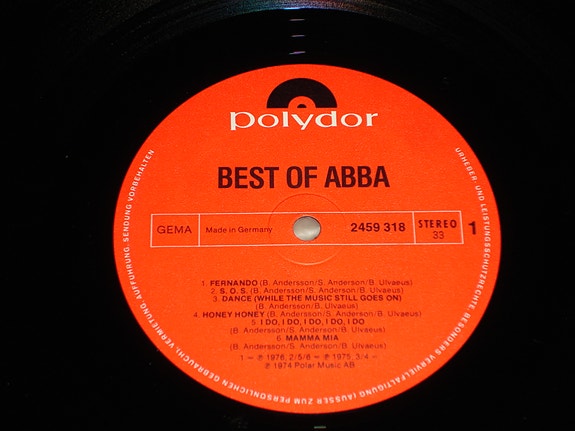 polydor
BEST OF ABBA
GEMA
Made in Germany
2459 318
STEREO
33
1
1. FERNANDO (B. Andersson/S. Anderson/B. Ulvaeus)
2. S. O. S. (B. Andersson/S. Anderson/B. Ulvaeus)
3. DANCE (WHILE THE MUSIC STILL GOES ON)
(B. Andersson/B. Ulvaeus)
4. HONEY HONEY (B. Andersson/S. Anderson/B. Ulvaeus)
5. I DO, I DO, I DO, I DO, I DO
(B. Andersson/S. Anderson/B. Ulvaeus)
6. MAMMA MIA
(B. Andersson/S. Anderson/B. Ulvaeus)
1 – ℗ 1976, 2/5/6 – ℗ 1975, 3/4 –
℗ 1974 Polar Music AB
URHEBER UND LEISTUNGSSCHUTZRECHTE BESONDERS VERVIELFÄLTIGUNG (AUSSER ZUM PERSÖNLICHEN GEBRAUCH), VERMIETUNG, AUFFÜHRUNG, SENDUNG VORBEHALTEN